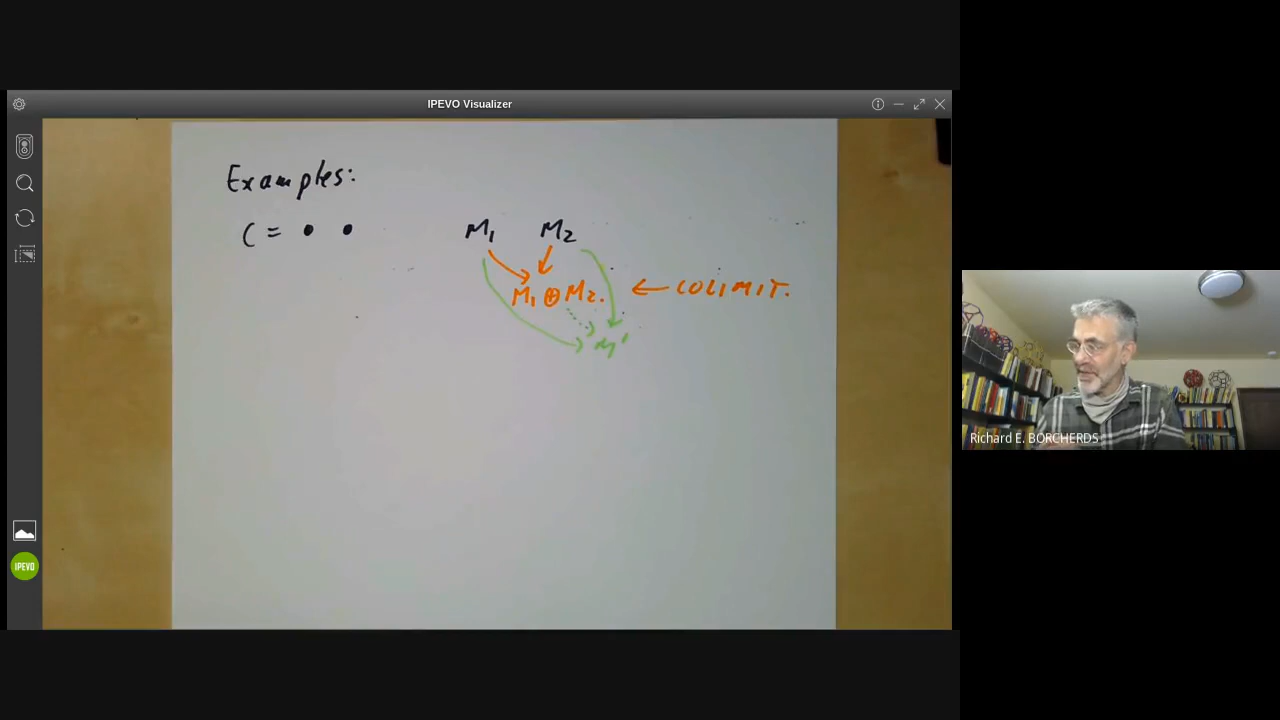 IPEVO Visualizer
Examples:
C = • •
M₁ M₂
M₁ ⊕ M₂. ← COLIMIT.
M'
IPEVO
Richard E. BORCHERDS